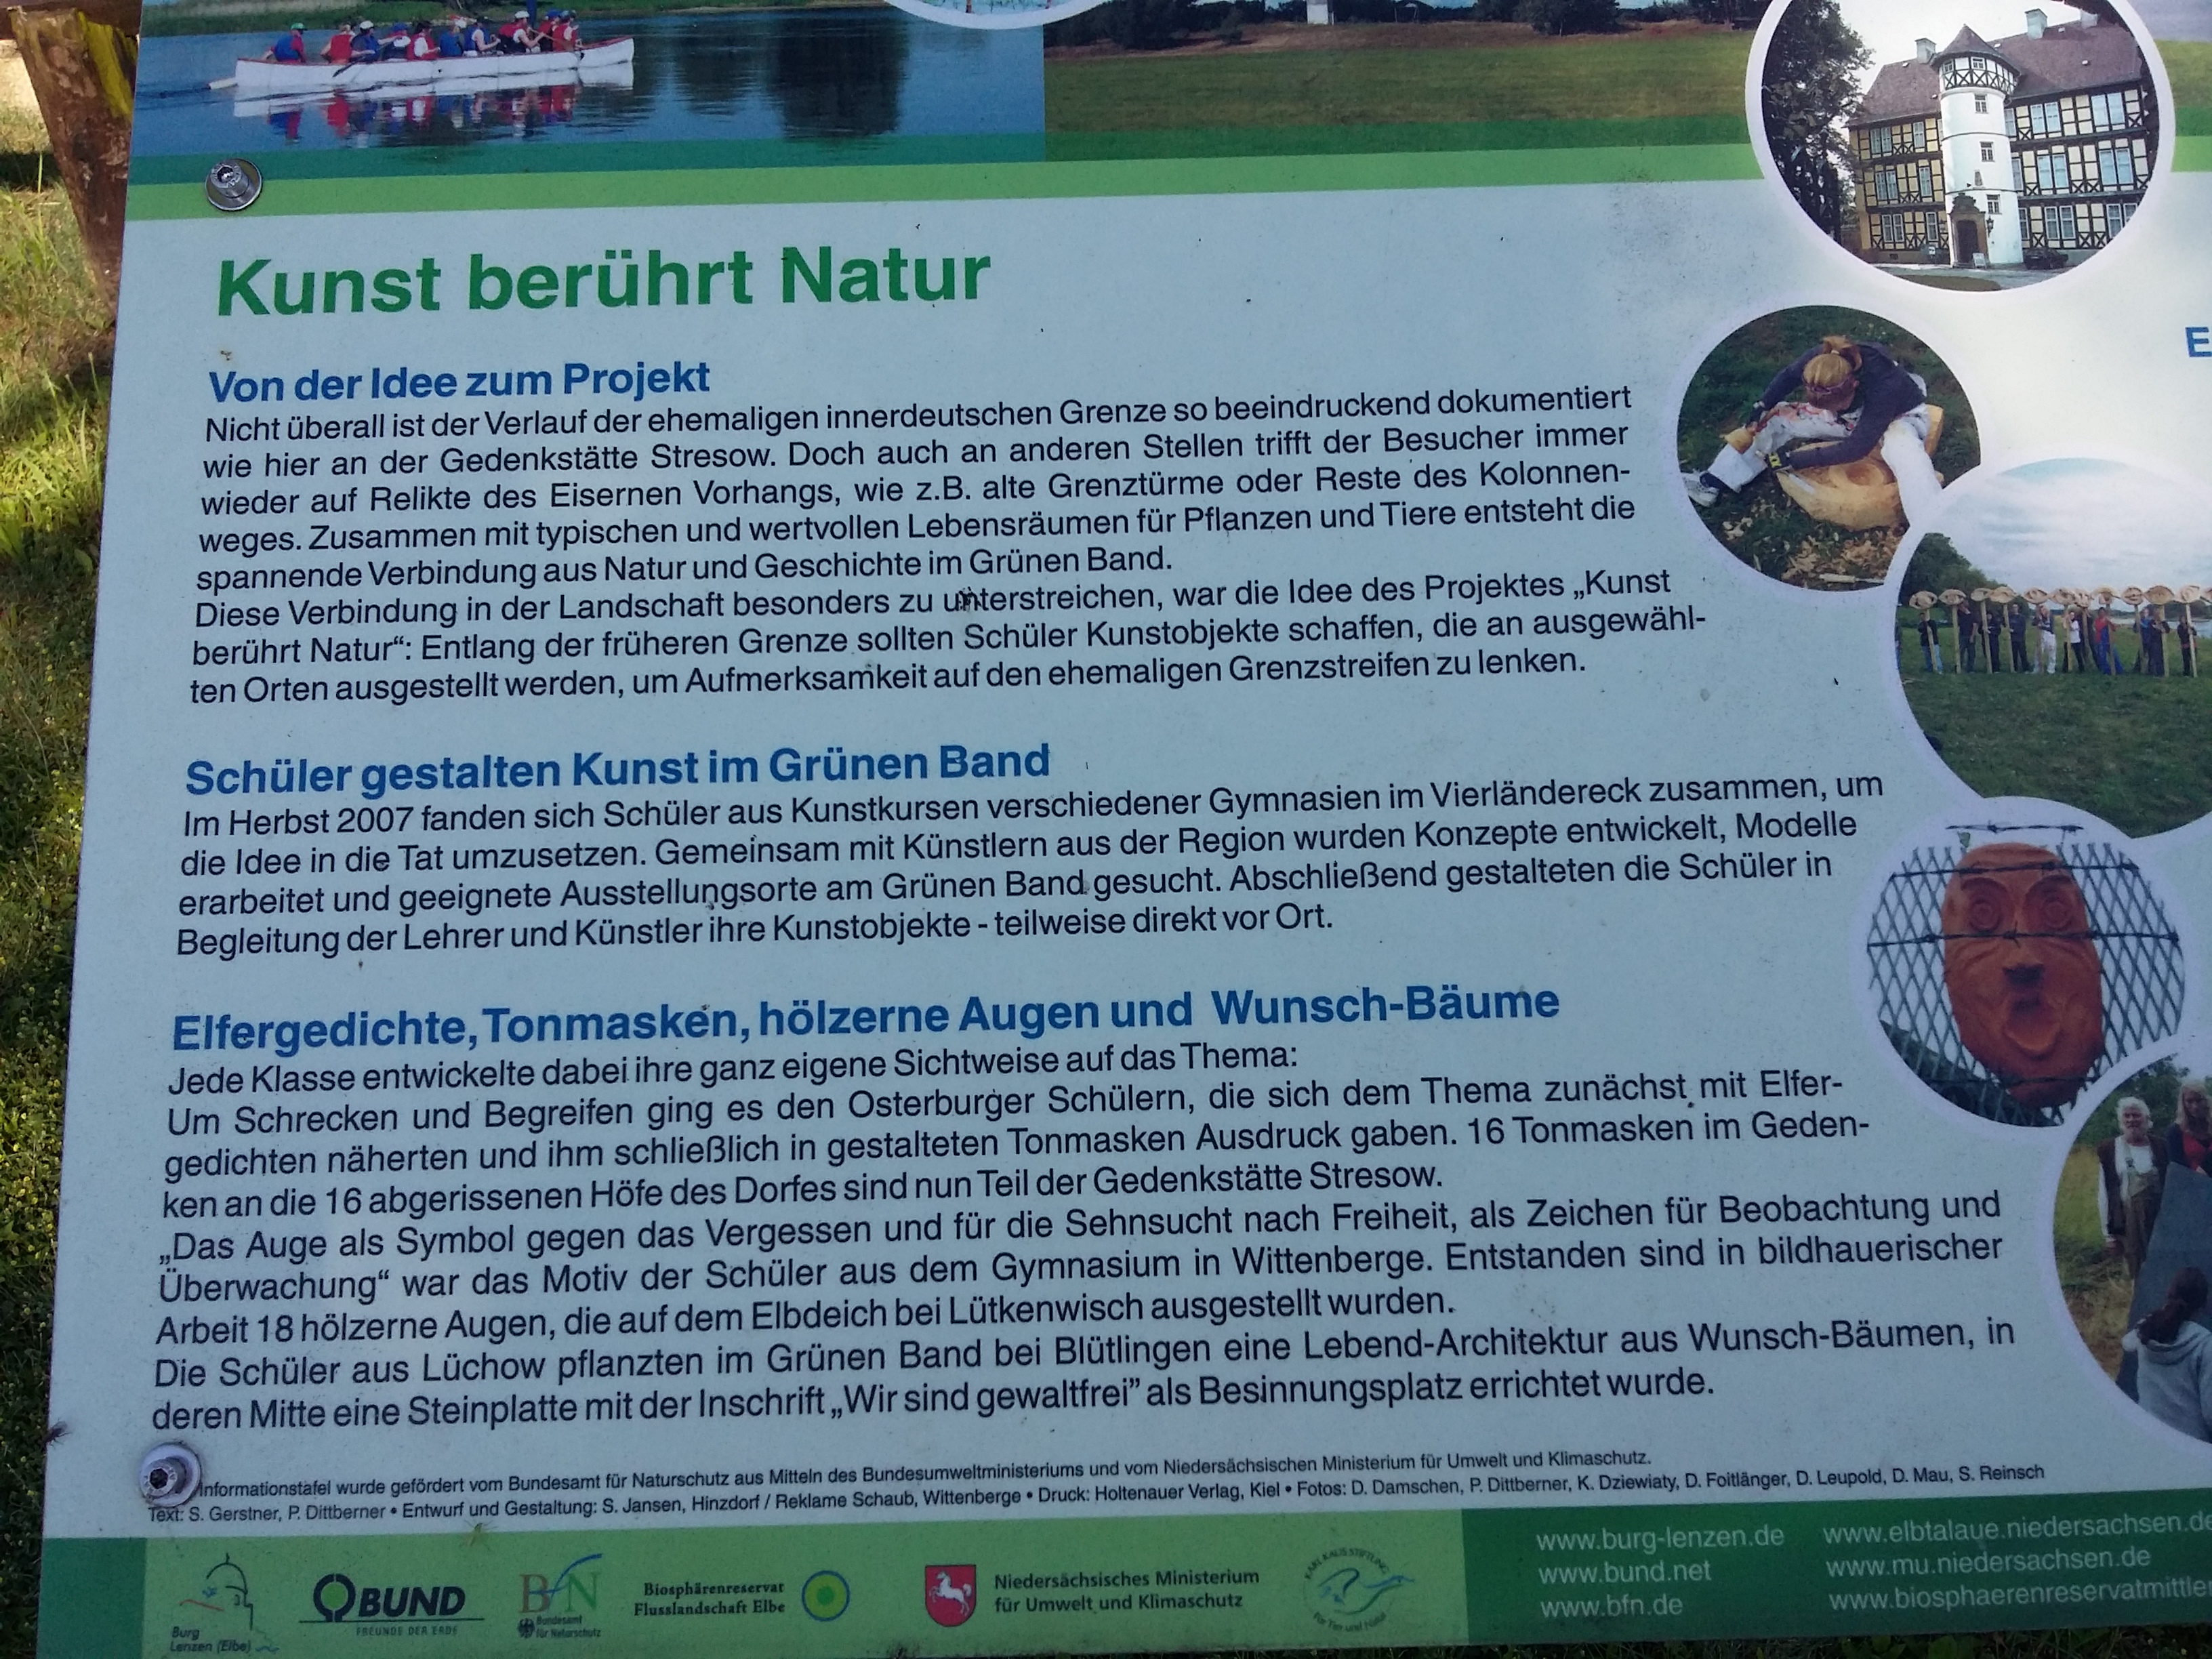 Kunst berührt Natur
Von der Idee zum Projekt
Nicht überall ist der Verlauf der ehemaligen innerdeutschen Grenze so beeindruckend dokumentiert
wie hier an der Gedenkstätte Stresow. Doch auch an anderen Stellen trifft der Besucher immer
wieder auf Relikte des Eisernen Vorhangs, wie z.B. alte Grenztürme oder Reste des Kolonnen-
weges. Zusammen mit typischen und wertvollen Lebensräumen für Pflanzen und Tiere entsteht die
spannende Verbindung aus Natur und Geschichte im Grünen Band.
Diese Verbindung in der Landschaft besonders zu unterstreichen, war die Idee des Projektes „Kunst
berührt Natur“: Entlang der früheren Grenze sollten Schüler Kunstobjekte schaffen, die an ausgewähl-
ten Orten ausgestellt werden, um Aufmerksamkeit auf den ehemaligen Grenzstreifen zu lenken.
Schüler gestalten Kunst im Grünen Band
Im Herbst 2007 fanden sich Schüler aus Kunstkursen verschiedener Gymnasien im Vierländereck zusammen, um
die Idee in die Tat umzusetzen. Gemeinsam mit Künstlern aus der Region wurden Konzepte entwickelt, Modelle
erarbeitet und geeignete Ausstellungsorte am Grünen Band gesucht. Abschließend gestalteten die Schüler in
Begleitung der Lehrer und Künstler ihre Kunstobjekte - teilweise direkt vor Ort.
Elfergedichte, Tonmasken, hölzerne Augen und Wunsch-Bäume
Jede Klasse entwickelte dabei ihre ganz eigene Sichtweise auf das Thema:
Um Schrecken und Begreifen ging es den Osterburger Schülern, die sich dem Thema zunächst mit Elfer-
gedichten näherten und ihm schließlich in gestalteten Tonmasken Ausdruck gaben. 16 Tonmasken im Geden-
ken an die 16 abgerissenen Höfe des Dorfes sind nun Teil der Gedenkstätte Stresow.
„Das Auge als Symbol gegen das Vergessen und für die Sehnsucht nach Freiheit, als Zeichen für Beobachtung und
Überwachung“ war das Motiv der Schüler aus dem Gymnasium in Wittenberge. Entstanden sind in bildhauerischer
Arbeit 18 hölzerne Augen, die auf dem Elbdeich bei Lütkenwisch ausgestellt wurden.
Die Schüler aus Lüchow pflanzten im Grünen Band bei Blütlingen eine Lebend-Architektur aus Wunsch-Bäumen, in
deren Mitte eine Steinplatte mit der Inschrift „Wir sind gewaltfrei” als Besinnungsplatz errichtet wurde.
Informationstafel wurde gefördert vom Bundesamt für Naturschutz aus Mitteln des Bundesumweltministeriums und vom Niedersächsischen Ministerium für Umwelt und Klimaschutz.
Text: S. Gerstner, P. Dittberner • Entwurf und Gestaltung: S. Jansen, Hinzdorf / Reklame Schaub, Wittenberge • Druck: Holtenauer Verlag, Kiel • Fotos: D. Damschen, P. Dittberner, K. Dziewiaty, D. Foitlänger, D. Leupold, D. Mau, S. Reinsch
Burg
Lenzen (Elbe)
BUND
FREUNDE DER ERDE
BfN
Bundesamt
für Naturschutz
Biosphärenreservat
Flusslandschaft Elbe
Niedersächsisches Ministerium
für Umwelt und Klimaschutz
KARL KAUS STIFTUNG
Für Tier und Natur
www.burg-lenzen.de
www.bund.net
www.bfn.de
www.elbtalaue.niedersachsen.de
www.mu.niedersachsen.de
www.biosphaerenreservatmittle